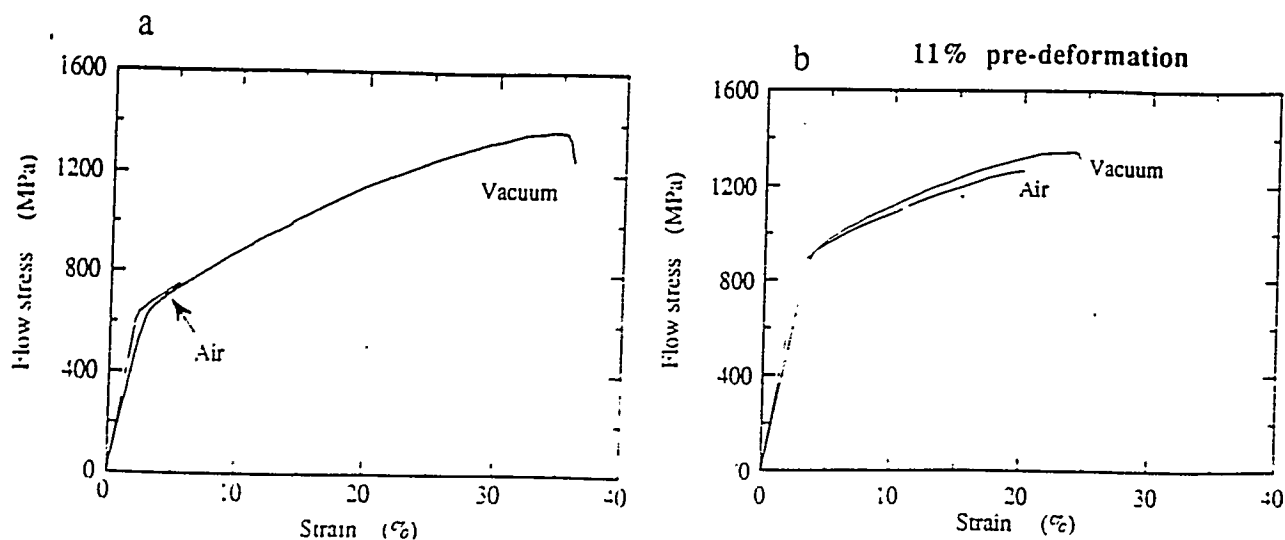 a
1600
1200
800
400
0
Flow stress (MPa)
Vacuum
Air
0 10 20 30 40
Strain (%)
b 11% pre-deformation
1600
1200
800
400
0
Flow stress (MPa)
Vacuum
Air
0 10 20 30 40
Strain (%)